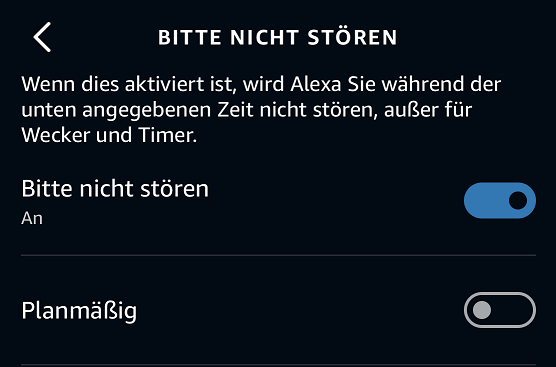 BITTE NICHT STÖREN
Wenn dies aktiviert ist, wird Alexa Sie während der
unten angegebenen Zeit nicht stören, außer für
Wecker und Timer.
Bitte nicht stören
An
Planmäßig